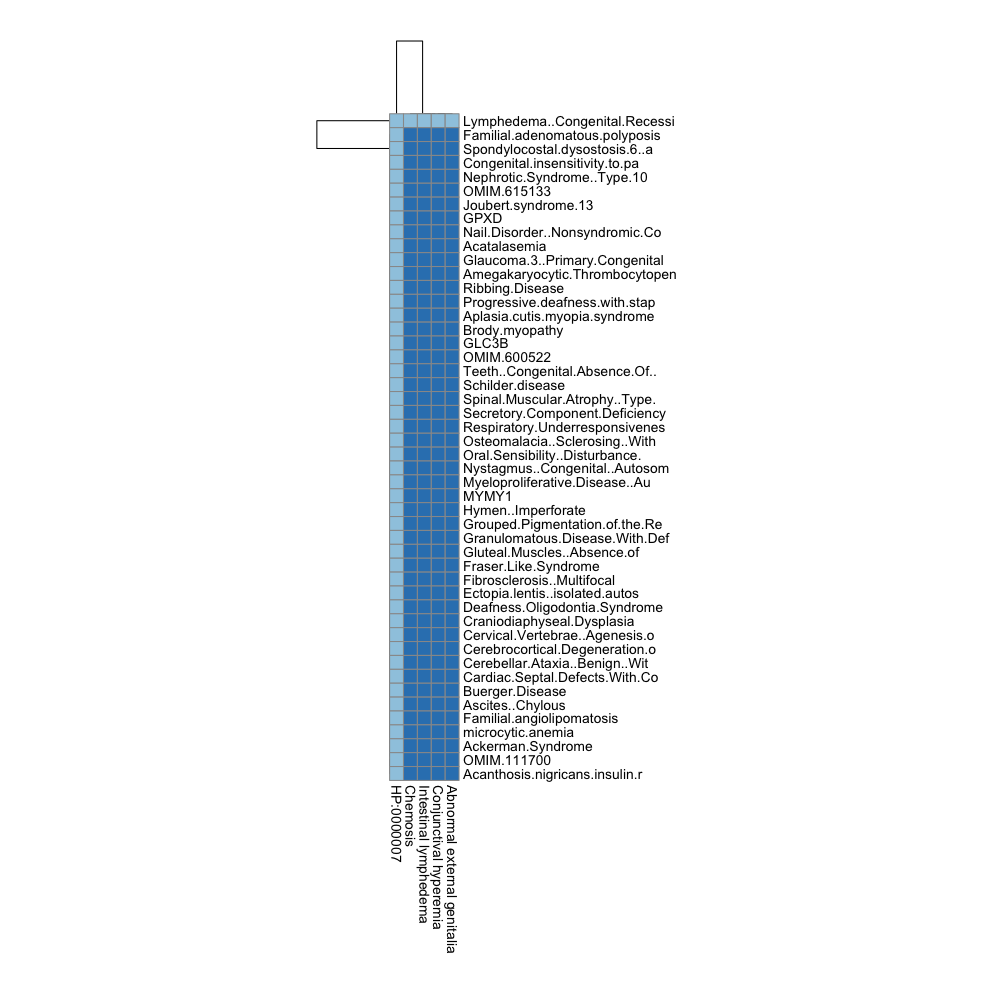 Lymphedema..Congenital.Recessi
Familial.adenomatous.polyposis
Spondylocostal.dysostosis.6..a
Congenital.insensitivity.to.pa
Nephrotic.Syndrome..Type.10
OMIM.615133
Joubert.syndrome.13
GPXD
Nail.Disorder..Nonsyndromic.Co
Acatalasemia
Glaucoma.3..Primary.Congenital
Amegakaryocytic.Thrombocytopen
Ribbing.Disease
Progressive.deafness.with.stap
Aplasia.cutis.myopia.syndrome
Brody.myopathy
GLC3B
OMIM.600522
Teeth..Congenital.Absence.Of..
Schilder.disease
Spinal.Muscular.Atrophy..Type.
Secretory.Component.Deficiency
Respiratory.Underresponsivenes
Osteomalacia..Sclerosing..With
Oral.Sensibility..Disturbance.
Nystagmus..Congenital..Autosom
Myeloproliferative.Disease..Au
MYMY1
Hymen..Imperforate
Grouped.Pigmentation.of.the.Re
Granulomatous.Disease.With.Def
Gluteal.Muscles..Absence.of
Fraser.Like.Syndrome
Fibrosclerosis..Multifocal
Ectopia.lentis..isolated.autos
Deafness.Oligodontia.Syndrome
Craniodiaphyseal.Dysplasia
Cervical.Vertebrae..Agenesis.o
Cerebrocortical.Degeneration.o
Cerebellar.Ataxia..Benign..Wit
Cardiac.Septal.Defects.With.Co
Buerger.Disease
Ascites..Chylous
Familial.angiolipomatosis
microcytic.anemia
Ackerman.Syndrome
OMIM.111700
Acanthosis.nigricans.insulin.r
HP:0000007
Chemosis
Intestinal lymphedema
Conjunctival hyperemia
Abnormal external genitalia